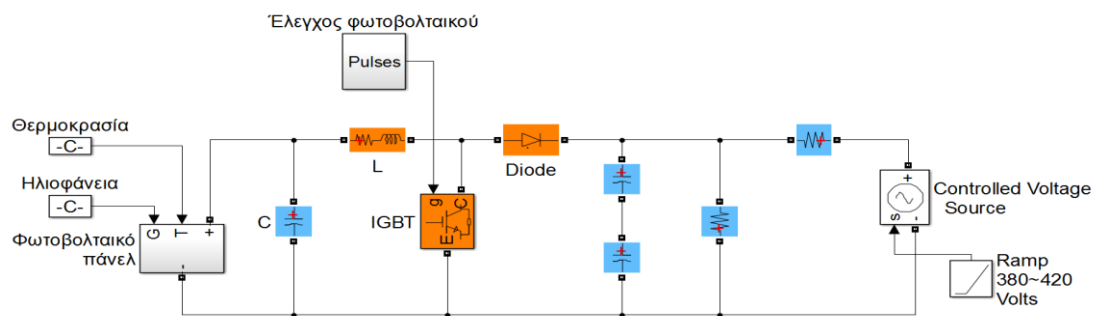 Έλεγχος φωτοβολταικού
Pulses
Θερμοκρασία
-C-
Ηλιοφάνεια
-C-
Φωτοβολταικό
πάνελ
G
T
+
-
C
L
g
C
E
IGBT
Diode
+
-
s
Controlled Voltage
Source
Ramp
380~420
Volts